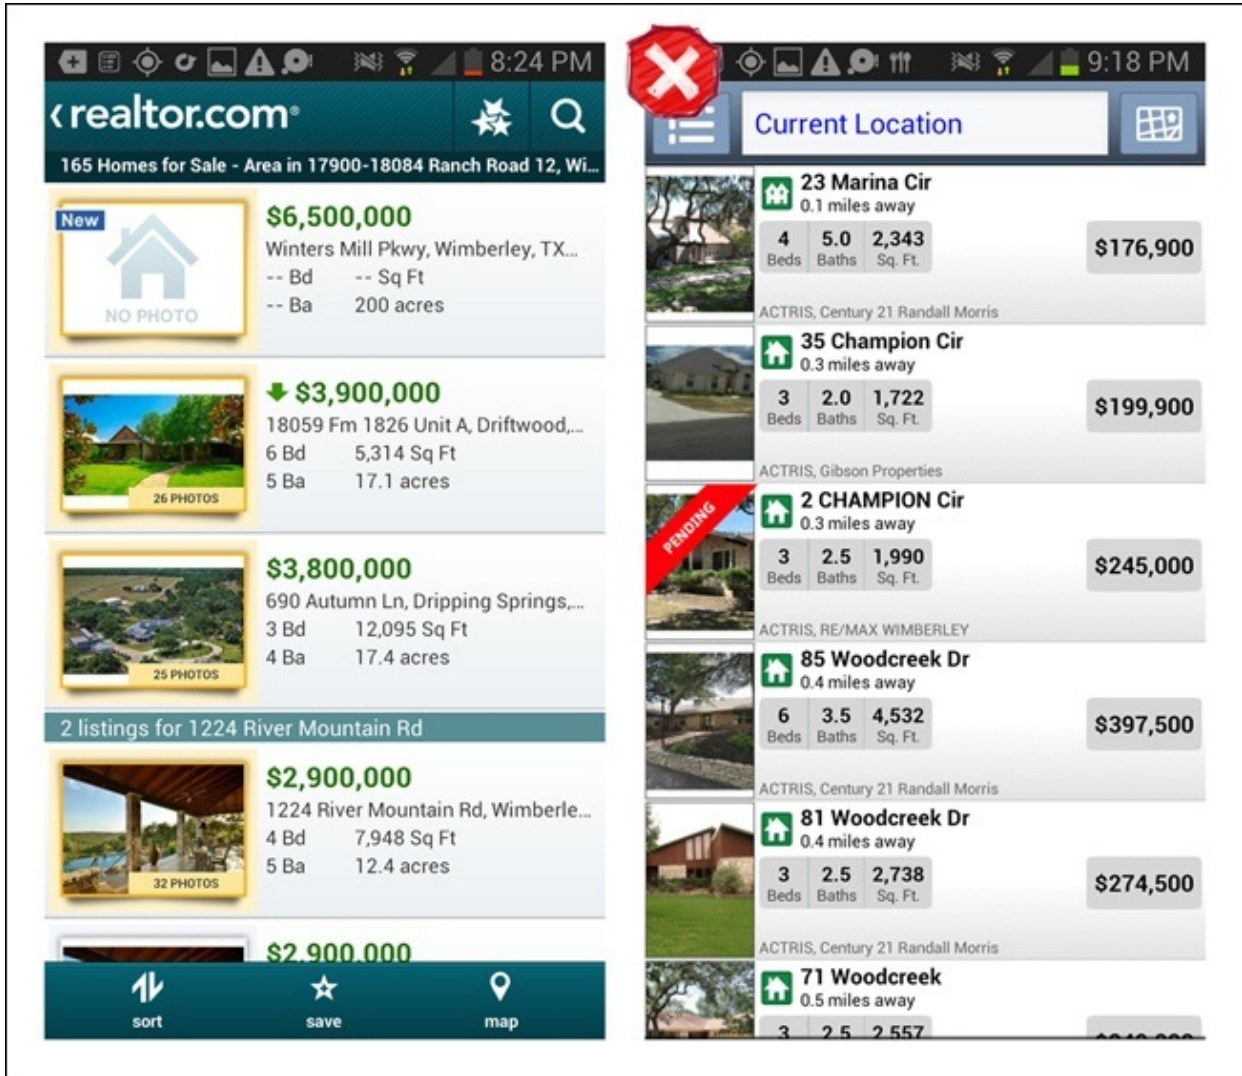 8:24 PM
realtor.com®
165 Homes for Sale - Area in 17900-18084 Ranch Road 12, Wi...
New
NO PHOTO
$6,500,000
Winters Mill Pkwy, Wimberley, TX...
-- Bd -- Sq Ft
-- Ba 200 acres
26 PHOTOS
$3,900,000
18059 Fm 1826 Unit A, Driftwood,...
6 Bd 5,314 Sq Ft
5 Ba 17.1 acres
25 PHOTOS
$3,800,000
690 Autumn Ln, Dripping Springs,...
3 Bd 12,095 Sq Ft
4 Ba 17.4 acres
2 listings for 1224 River Mountain Rd
32 PHOTOS
$2,900,000
1224 River Mountain Rd, Wimberle...
4 Bd 7,948 Sq Ft
5 Ba 12.4 acres
$2,900,000
sort save map
9:18 PM
Current Location
23 Marina Cir
0.1 miles away
4 5.0 2,343
Beds Baths Sq. Ft.
$176,900
ACTRIS, Century 21 Randall Morris
35 Champion Cir
0.3 miles away
3 2.0 1,722
Beds Baths Sq. Ft.
$199,900
ACTRIS, Gibson Properties
PENDING
2 CHAMPION Cir
0.3 miles away
3 2.5 1,990
Beds Baths Sq. Ft.
$245,000
ACTRIS, RE/MAX WIMBERLEY
85 Woodcreek Dr
0.4 miles away
6 3.5 4,532
Beds Baths Sq. Ft.
$397,500
ACTRIS, Century 21 Randall Morris
81 Woodcreek Dr
0.4 miles away
3 2.5 2,738
Beds Baths Sq. Ft.
$274,500
ACTRIS, Century 21 Randall Morris
71 Woodcreek
0.5 miles away
3 2.5 2,557